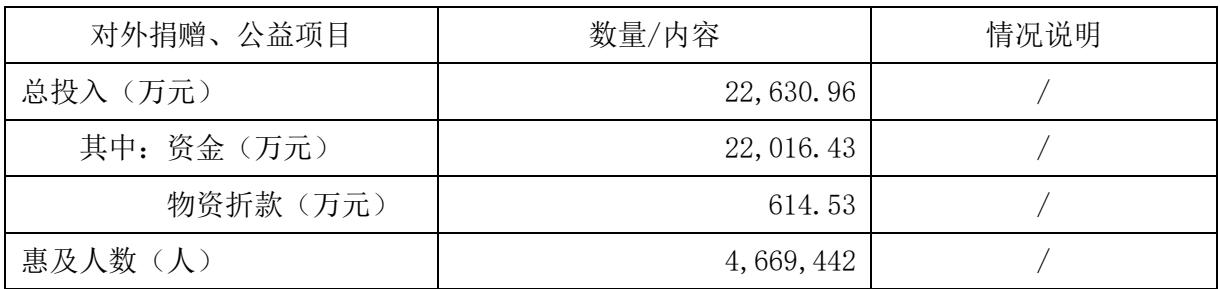 对外捐赠、公益项目 数量/内容 情况说明
总投入（万元） 22,630.96 /
其中：资金（万元） 22,016.43 /
物资折款（万元） 614.53 /
惠及人数（人） 4,669,442 /